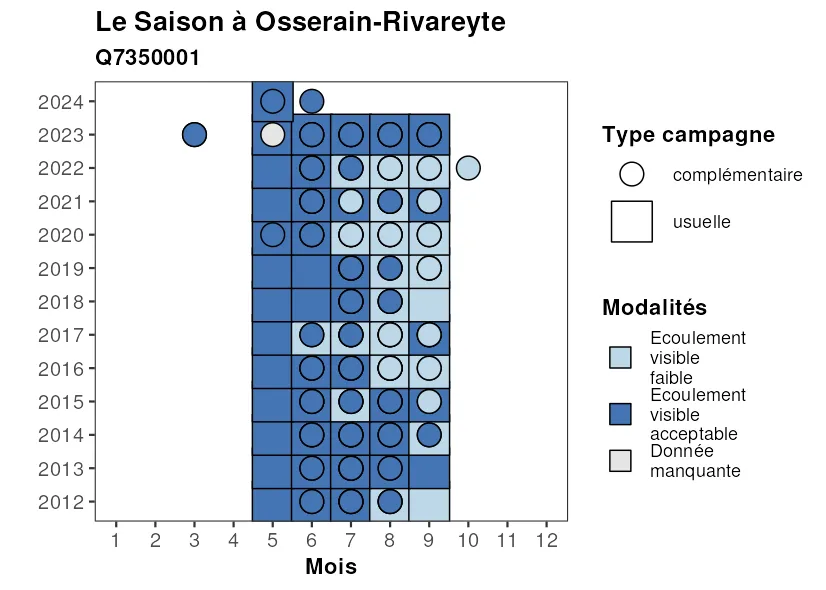 Le Saison à Osserain-Rivareyte
Q7350001
2024
2023
2022
2021
2020
2019
2018
2017
2016
2015
2014
2013
2012
1 2 3 4 5 6 7 8 9 10 11 12
Mois
Type campagne
complémentaire
usuelle
Modalités
Ecoulement
visible
faible
Ecoulement
visible
acceptable
Donnée
manquante